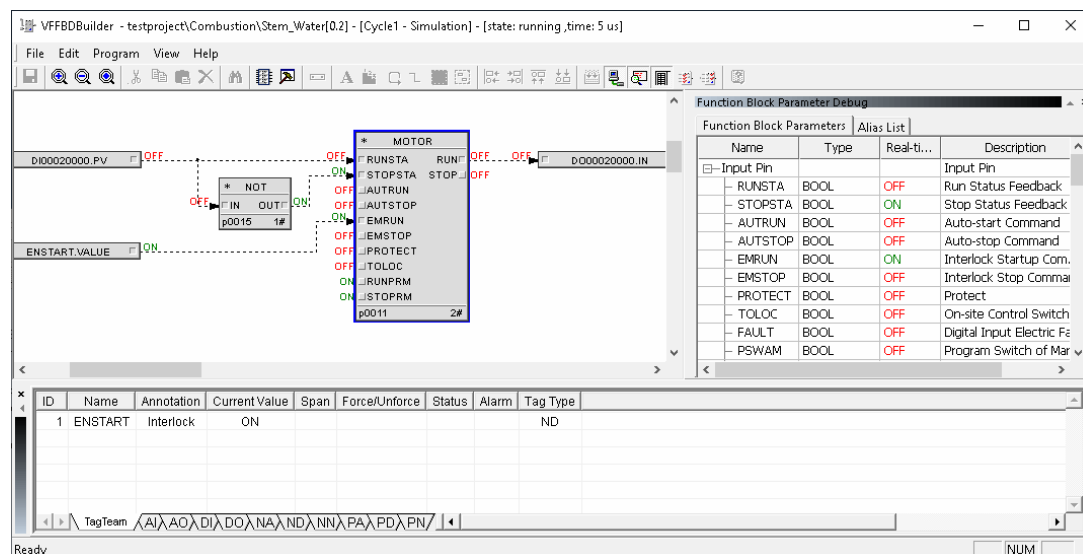 VFFBDBuilder - testproject\Combustion\Stem_Water[0.2] - [Cycle1 - Simulation] - [state: running ,time: 5 us]
File Edit Program View Help
DI00020000.PV OFF
* NOT
OFF IN OUT ON
p0015 1#
ENSTART.VALUE ON
* MOTOR
OFF RUNSTA RUN OFF OFF DO00020000.IN
ON STOPSTA STOP OFF
OFF AUTRUN
OFF AUTSTOP
ON EMRUN
OFF EMSTOP
OFF PROTECT
OFF TOLOC
ON RUNPRM
ON STOPRM
p0011 2#
Function Block Parameter Debug
Function Block Parameters Alias List
Name Type Real-ti... Description
Input Pin Input Pin
RUNSTA BOOL OFF Run Status Feedback
STOPSTA BOOL ON Stop Status Feedback
AUTRUN BOOL OFF Auto-start Command
AUTSTOP BOOL OFF Auto-stop Command
EMRUN BOOL ON Interlock Startup Com.
EMSTOP BOOL OFF Interlock Stop Comma
PROTECT BOOL OFF Protect
TOLOC BOOL OFF On-site Control Switch
FAULT BOOL OFF Digital Input Electric Fa
PSWAM BOOL OFF Program Switch of Mar
ID Name Annotation Current Value Span Force/Unforce Status Alarm Tag Type
1 ENSTART Interlock ON ND
TagTeam AI AO DI DO NA ND NN PA PD PN
Ready NUM